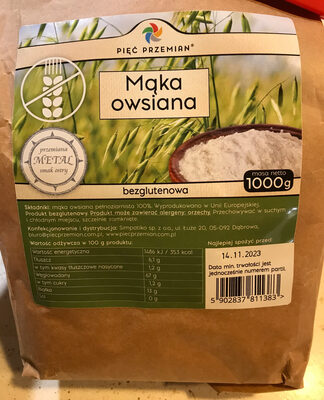 PIĘĆ PRZEMIAN®
Mąka
owsiana
przemiana
METAL
smak ostry
masa netto
1000g
bezglutenowa
Składniki: mąka owsiana pełnoziarnista 100%. Wyprodukowano w Unii Europejskiej.
Produkt bezglutenowy. Produkt może zawierać alergeny: orzechy. Przechowywać w suchym
i chłodnym miejscu, szczelnie zamknięte.
Konfekcjonowanie i dystrybucja: Simpatiko sp. z o.o., ul. Łuże 20, 05-092 Dąbrowa,
biuro@piecprzemian.com.pl, www.piecprzemian.com.pl
Wartość odżywcza w 100 g produktu:
Wartość energetyczna 1486 kJ / 353 kcal
Tłuszcz 6,1 g
w tym kwasy tłuszczowe nasycone 1,2 g
Węglowodany 67 g
w tym cukry 1,2 g
Białko 13 g
Sól 0 g
Najlepiej spożyć przed
14.11.2023
Data min. trwałości jest
jednocześnie numerem partii.
5 902837 811383 >